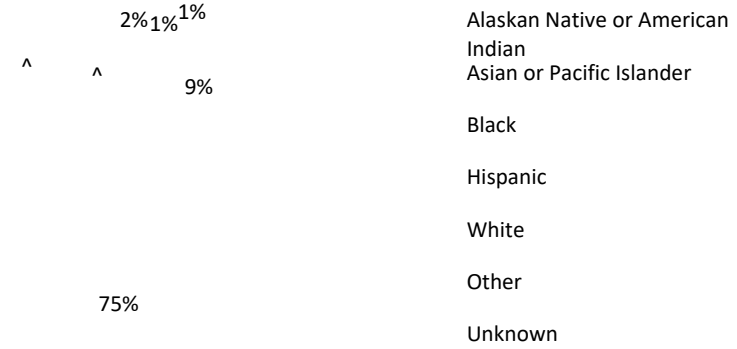 2%
1%
1%
^
^
9%
75%
Alaskan Native or American
Indian
Asian or Pacific Islander
Black
Hispanic
White
Other
Unknown